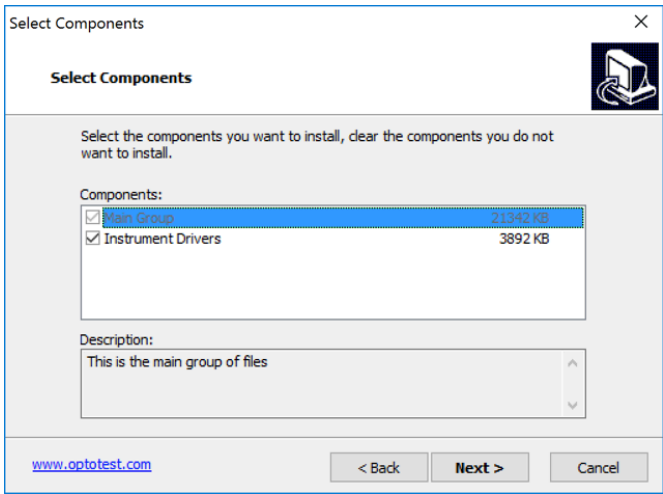 Select Components
Select Components
Select the components you want to install, clear the components you do not
want to install.
Components:
Main Group 21342 KB
Instrument Drivers 3892 KB
Description:
This is the main group of files
www.optotest.com
< Back Next > Cancel